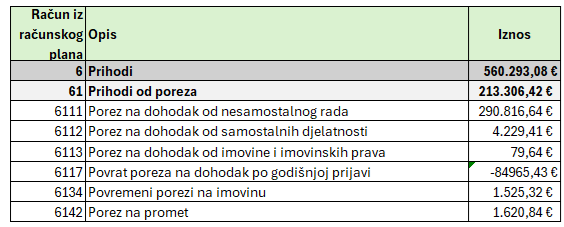 Račun iz računskog plana Opis Iznos
6 Prihodi 560.293,08 €
61 Prihodi od poreza 213.306,42 €
6111 Porez na dohodak od nesamostalnog rada 290.816,64 €
6112 Porez na dohodak od samostalnih djelatnosti 4.229,41 €
6113 Porez na dohodak od imovine i imovinskih prava 79,64 €
6117 Povrat poreza na dohodak po godišnjoj prijavi -84965,43 €
6134 Povremeni porezi na imovinu 1.525,32 €
6142 Porez na promet 1.620,84 €